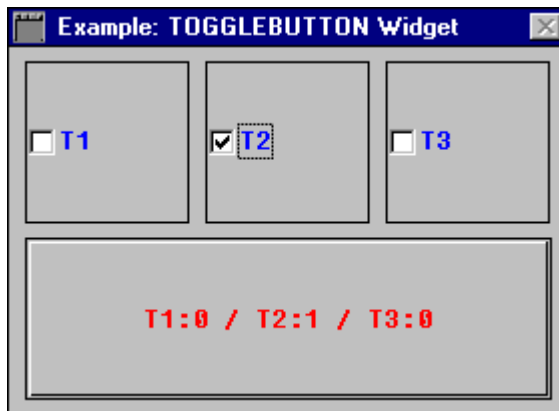 Example: TOGGLEBUTTON Widget
T1
T2
T3
T1:0 / T2:1 / T3:0